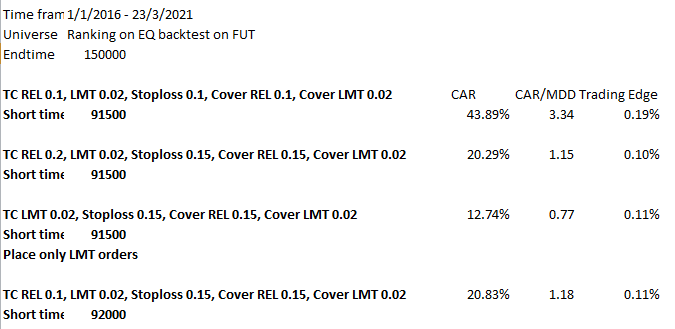 Time fram 1/1/2016 - 23/3/2021
Universe Ranking on EQ backtest on FUT
Endtime 150000
TC REL 0.1, LMT 0.02, Stoploss 0.1, Cover REL 0.1, Cover LMT 0.02 CAR CAR/MDD Trading Edge
Short time 91500 43.89% 3.34 0.19%
TC REL 0.2, LMT 0.02, Stoploss 0.15, Cover REL 0.15, Cover LMT 0.02 20.29% 1.15 0.10%
Short time 91500
TC LMT 0.02, Stoploss 0.15, Cover REL 0.15, Cover LMT 0.02 12.74% 0.77 0.11%
Short time 91500
Place only LMT orders
TC REL 0.1, LMT 0.02, Stoploss 0.15, Cover REL 0.15, Cover LMT 0.02 20.83% 1.18 0.11%
Short time 92000